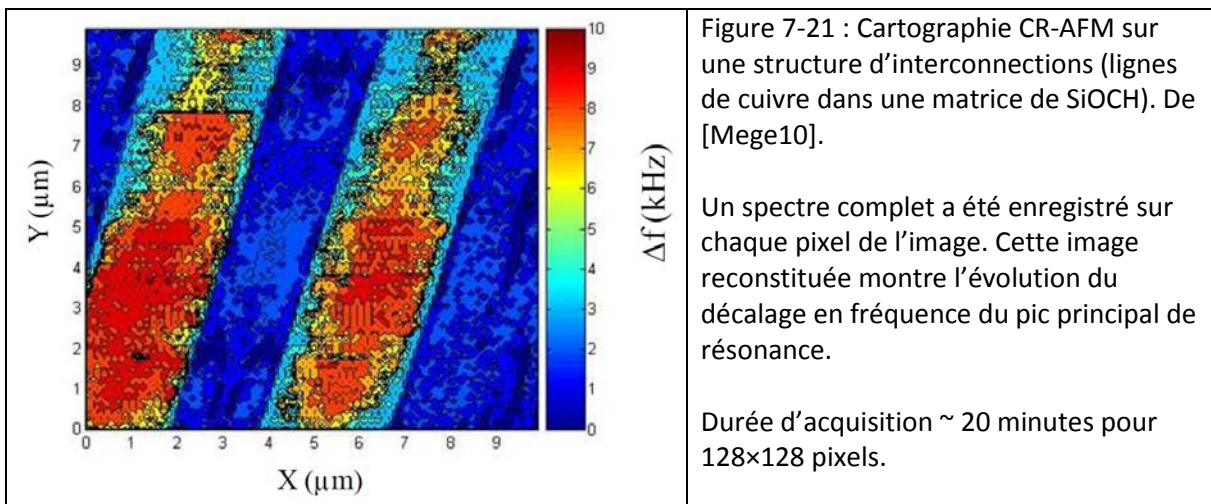 Figure 7-21 : Cartographie CR-AFM sur
une structure d’interconnections (lignes
de cuivre dans une matrice de SiOCH). De
[Mege10].
Un spectre complet a été enregistré sur
chaque pixel de l’image. Cette image
reconstituée montre l’évolution du
décalage en fréquence du pic principal de
résonance.
Durée d’acquisition ~ 20 minutes pour
128×128 pixels.
Y (µm)
9
8
7
6
5
4
3
2
1
0
0 1 2 3 4 5 6 7 8 9
X (µm)
10
9
8
7
6
5
4
3
2
1
0
Δf (kHz)